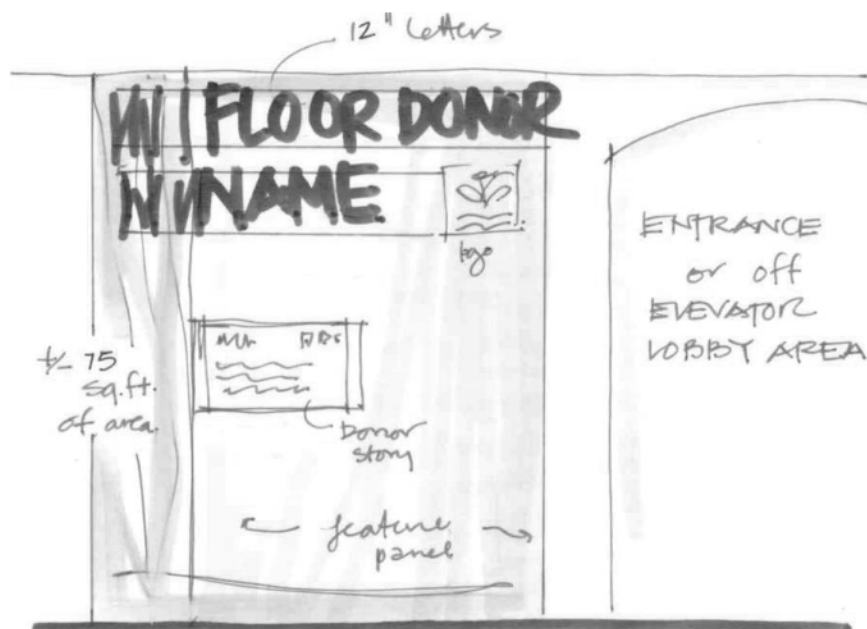 12" letters
FLOOR DONOR
NAME
logo
ENTRANCE
or off
ELEVATOR
LOBBY AREA
+/- 75
sq.ft.
of area
Donor
story
feature
panel